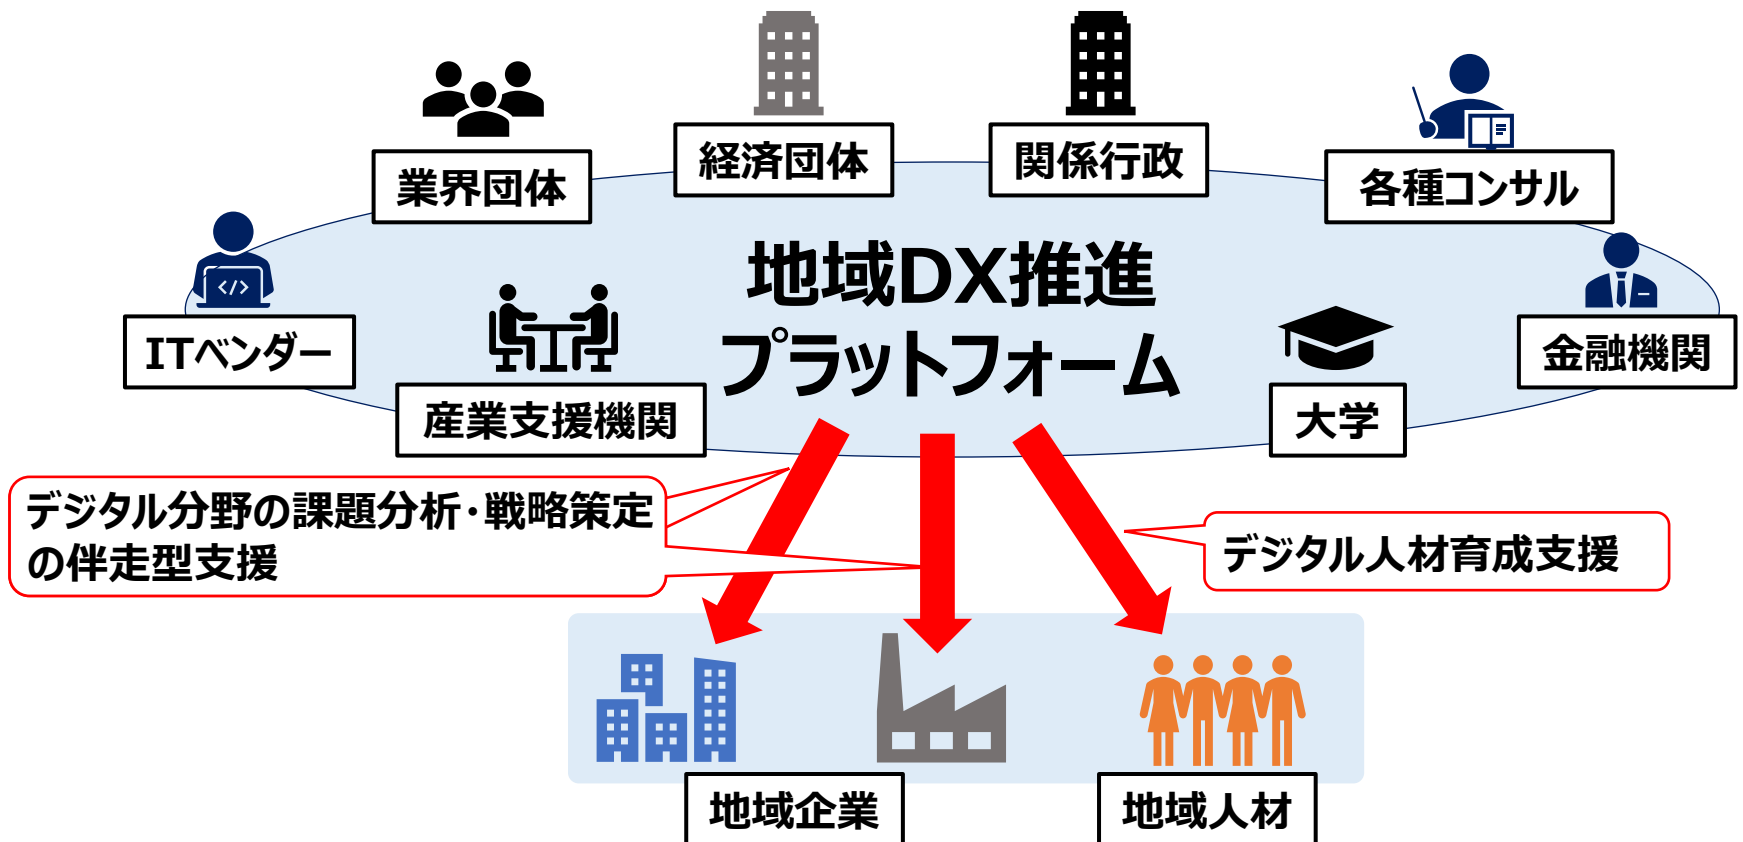 経済団体
関係行政
業界団体
各種コンサル
地域DX推進
プラットフォーム
ITベンダー
金融機関
産業支援機関
大学
デジタル分野の課題分析・戦略策定
の伴走型支援
デジタル人材育成支援
地域企業
地域人材